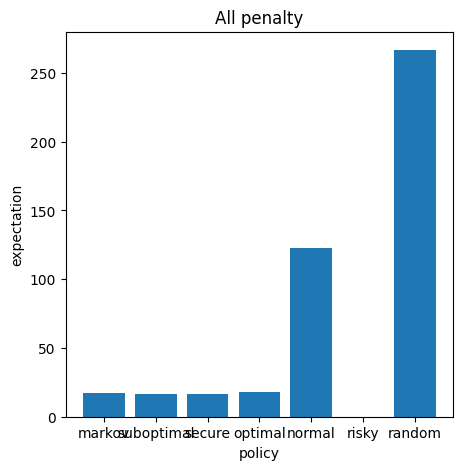 All penalty
expectation
250
200
150
100
50
0
markov suboptimal secure optimal normal risky random
policy